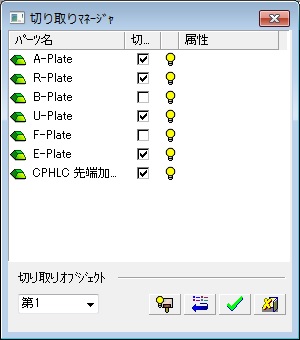 切り取りﾏﾈｰｼﾞｬ
パーツ名 切... 属性
A-Plate
R-Plate
B-Plate
U-Plate
F-Plate
E-Plate
CPHLC 先端加...
切り取りｵﾌﾞｼﾞｪｸﾄ
第1